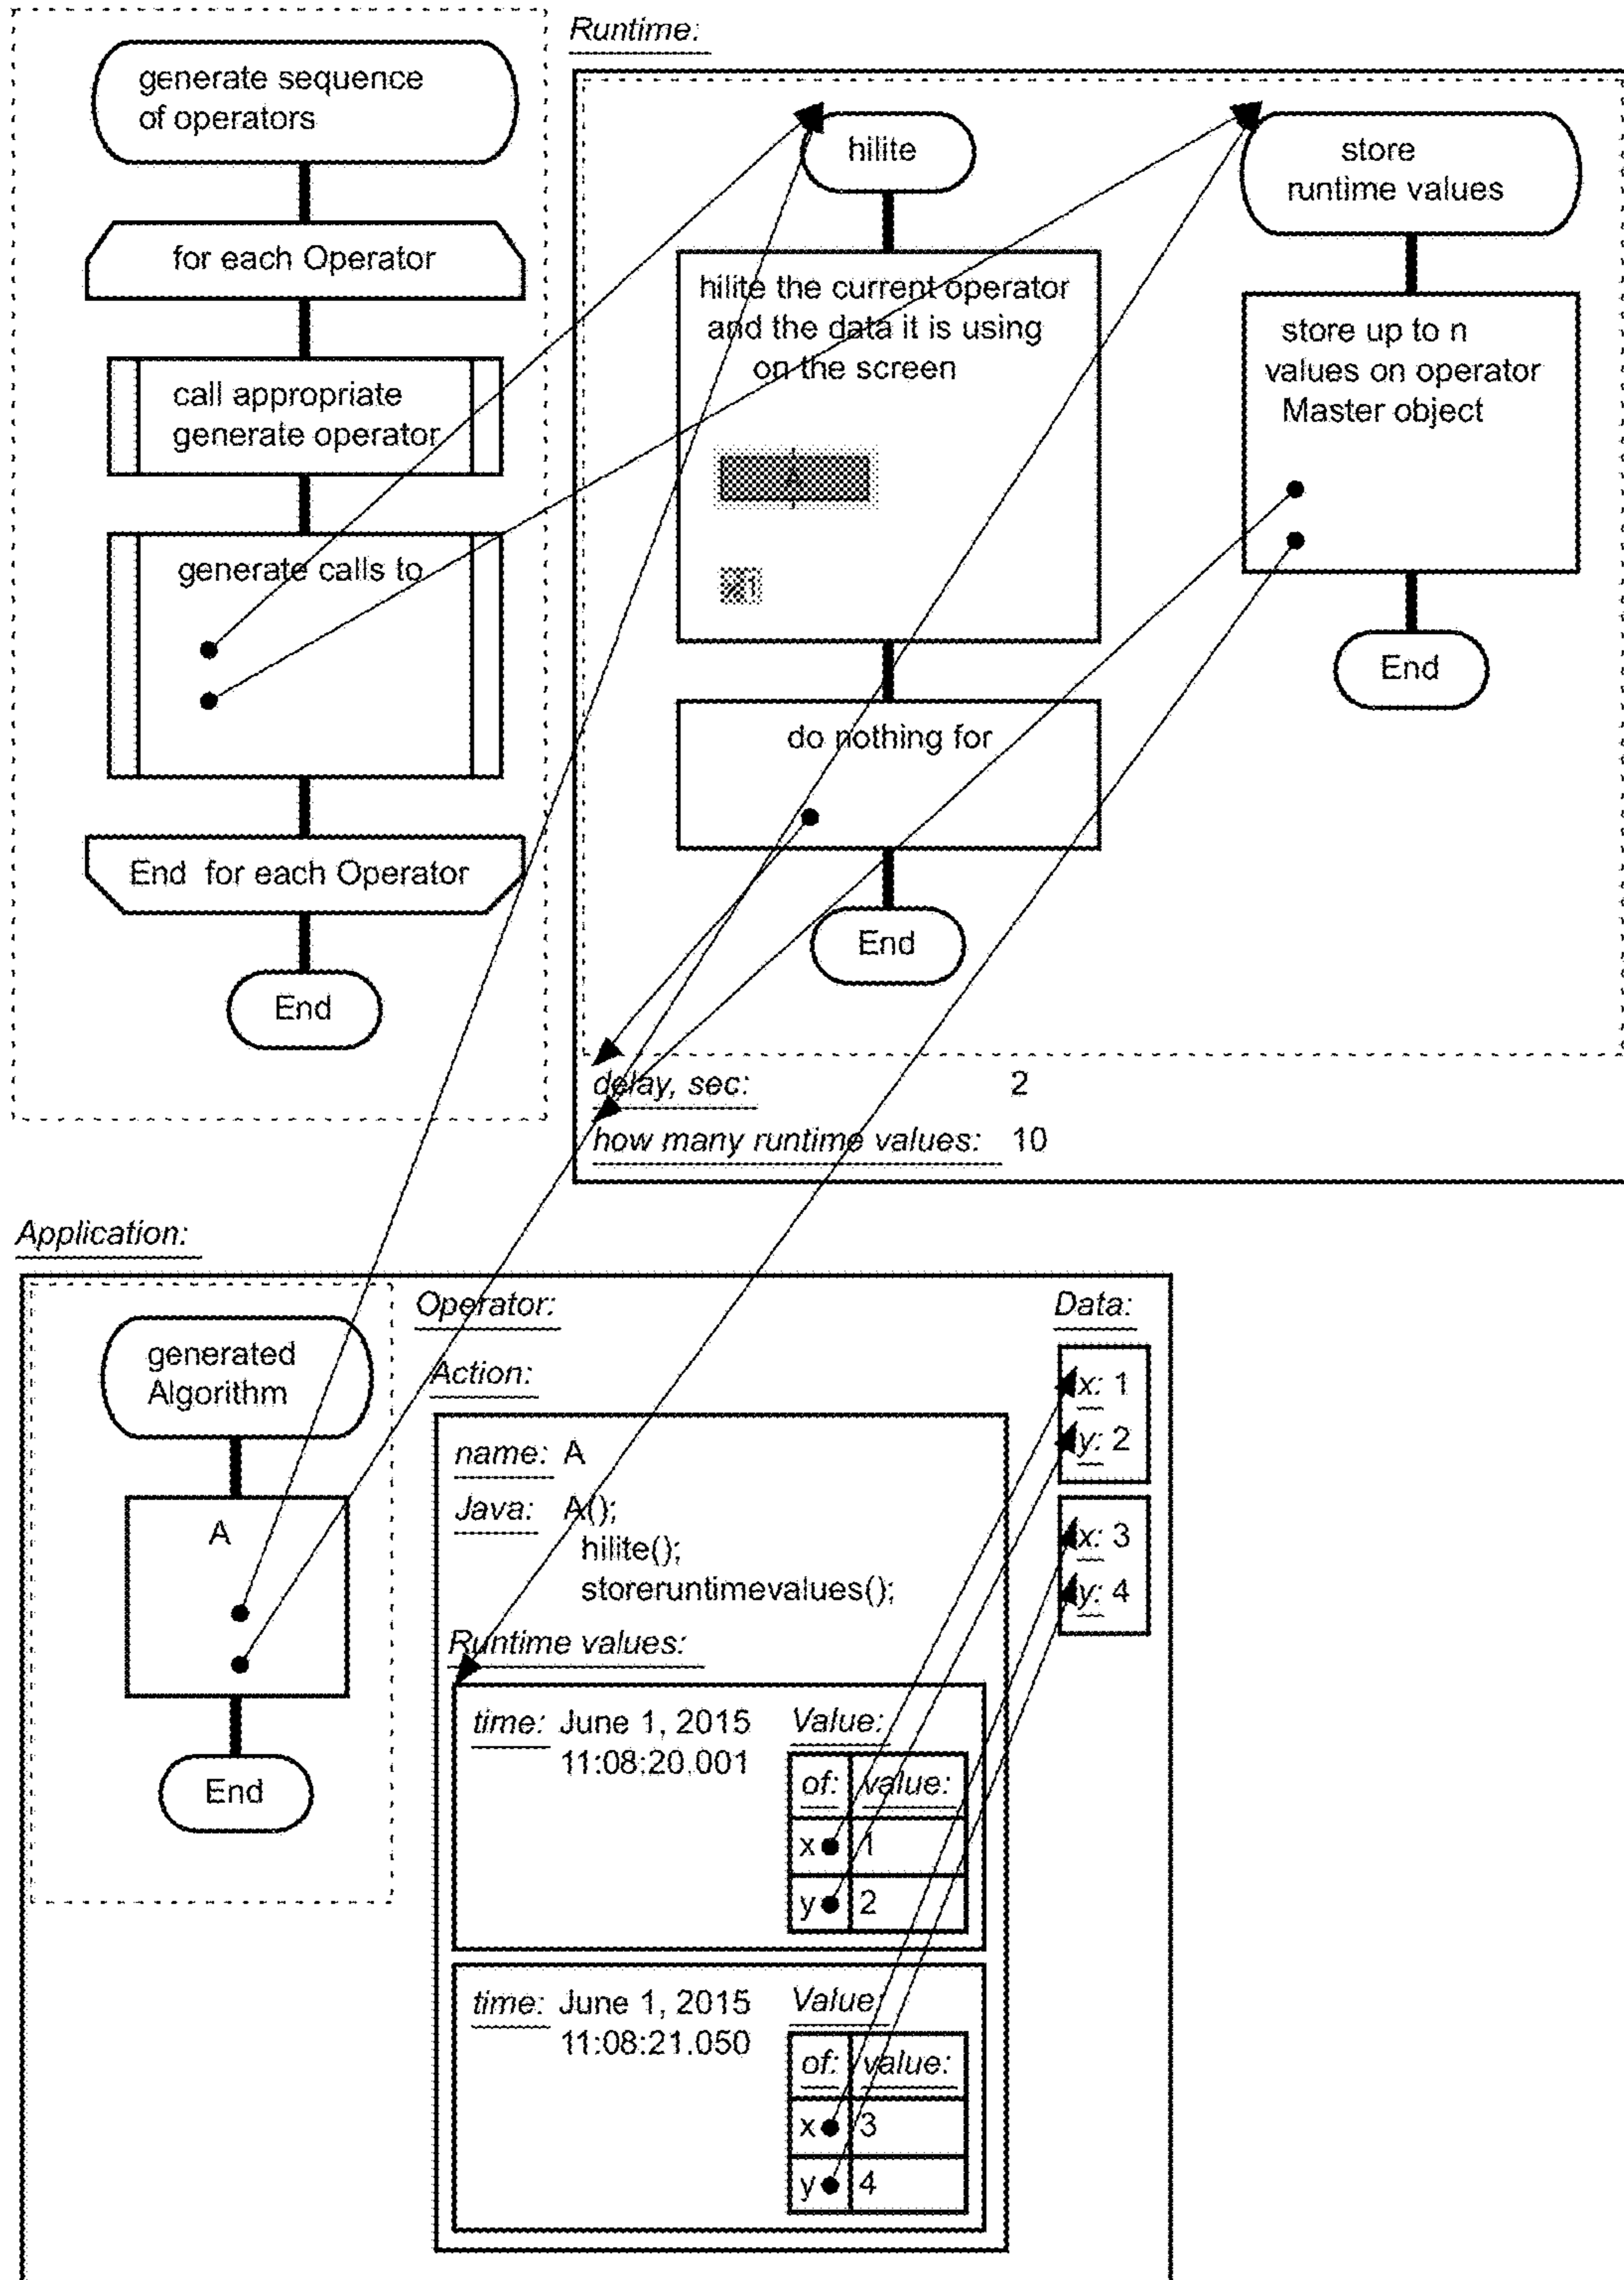 generate sequence
of operators
for each Operator
call appropriate
generate operator
generate calls to
End for each Operator
End
Runtime:
hilite
hilite the current operator
and the data it is using
on the screen
A
x1
do nothing for
End
store
runtime values
store up to n
values on operator
Master object
End
delay, sec: 2
how many runtime values: 10
Application:
generated
Algorithm
A
End
Operator:
Action:
name: A
Java: A();
hilite();
storeruntimevalues();
Runtime values:
time: June 1, 2015
11:08:20.001
Value:
of: value:
x 1
y 2
time: June 1, 2015
11:08:21.050
Value:
of: value:
x 3
y 4
Data:
x: 1
y: 2
x: 3
y: 4